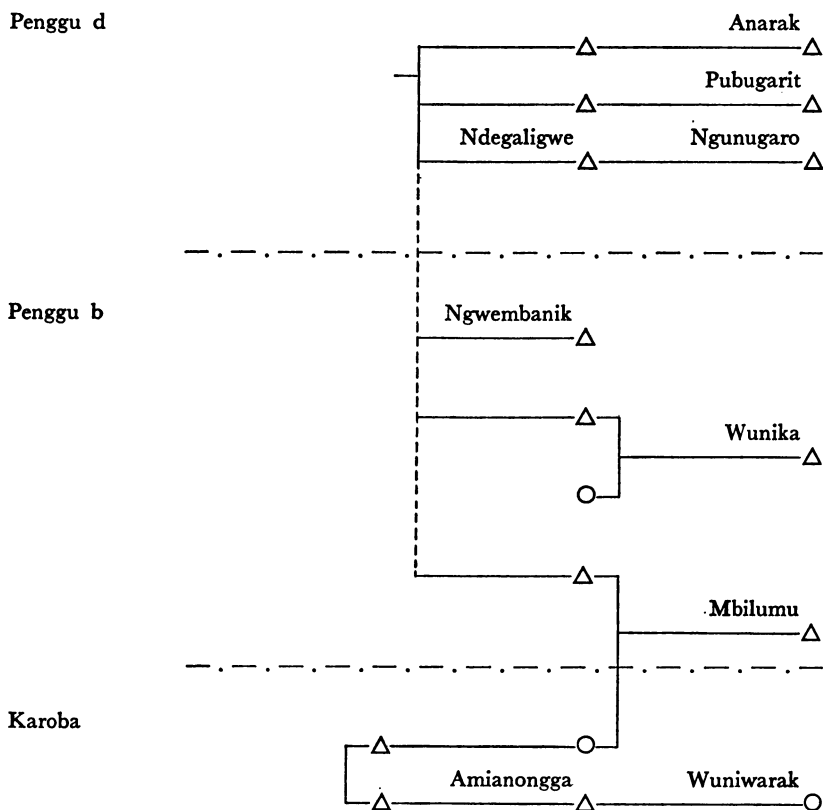 Penggu d
Anarak
Pubugarit
Ndegaligwe Ngunugaro
Penggu b
Ngwembanik
Wunika
Mbilumu
Karoba
Amianongga Wuniwarak